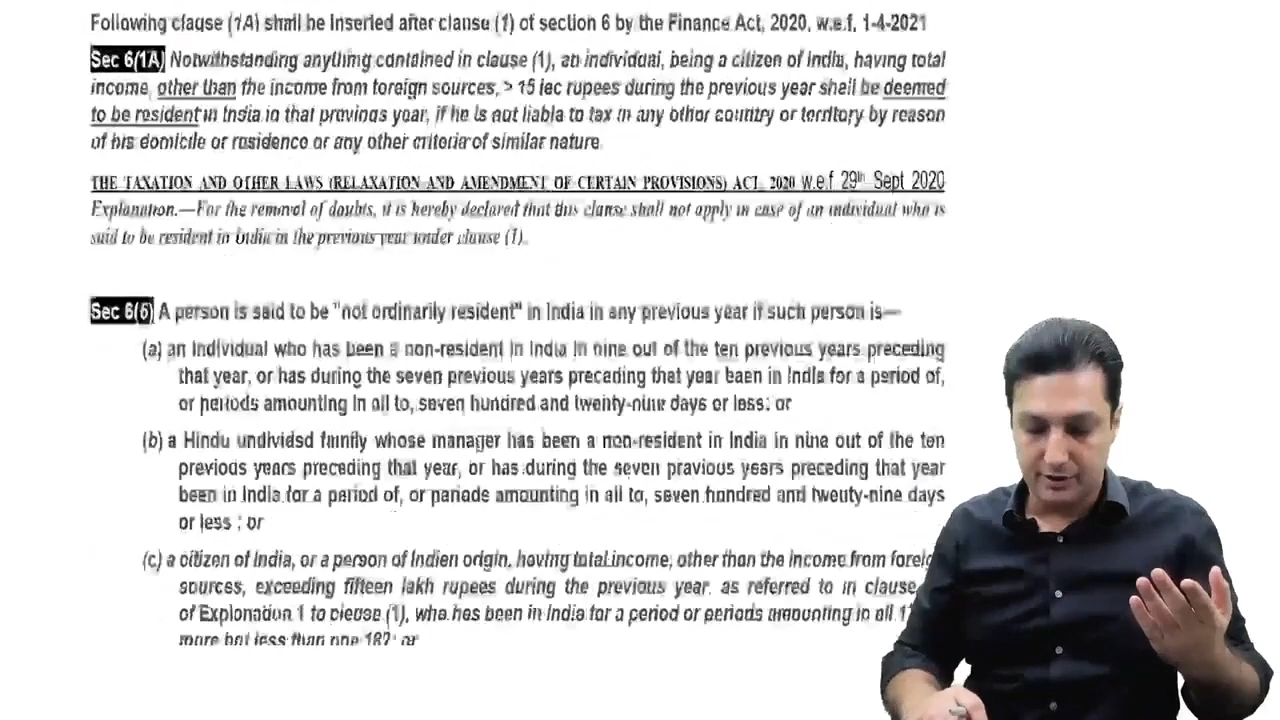 Following clause (1A) shall be inserted after clause (1) of section 6 by the Finance Act, 2020, w.e.f. 1-4-2021
Sec 6(1A) Notwithstanding anything contained in clause (1), an individual, being a citizen of India, having total
income, other than the income from foreign sources, > 15 lec rupees during the previous year shall be deemed
to be resident in India in that previous year, if he is not liable to tax in any other country or territory by reason
of his domicile or residence or any other criteria of similar nature
THE TAXATION AND OTHER LAWS (RELAXATION AND AMENDMENT OF CERTAIN PROVISIONS) ACT, 2020 w.e.f 29th Sept 2020
Explanation.—For the removal of doubts, it is hereby declared that this clause shall not apply in case of an individual who is
said to be resident in India in the previous year under clause (1).
Sec 6(6) A person is said to be "not ordinarily resident" in India in any previous year if such person is—
(a) an individual who has been a non-resident in India in nine out of the ten previous years preceding
that year, or has during the seven previous years preceding that year been in India for a period of,
or periods amounting in all to, seven hundred and twenty-nine days or less; or
(b) a Hindu undivided family whose manager has been a non-resident in India in nine out of the ten
previous years preceding that year, or has during the seven previous years preceding that year
been in India for a period of, or periods amounting in all to, seven hundred and twenty-nine days
or less ; or
(c) a citizen of India, or a person of Indian origin, having total income, other than the income from
sources, exceeding fifteen lakh rupees during the previous year, as referred to in clause
of Explanation 1 to clause (1), who has been in India for a period or periods amounting in all
more but less than one 182; or